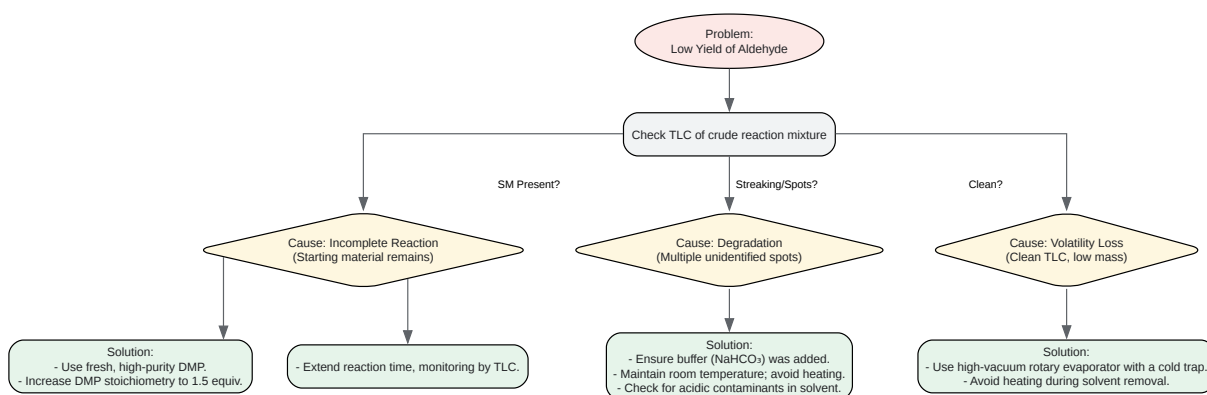 Problem:
Low Yield of Aldehyde
Check TLC of crude reaction mixture
SM Present?
Streaking/Spots?
Clean?
Cause: Incomplete Reaction
(Starting material remains)
Cause: Degradation
(Multiple unidentified spots)
Cause: Volatility Loss
(Clean TLC, low mass)
Solution:
- Use fresh, high-purity DMP.
- Increase DMP stoichiometry to 1.5 equiv.
- Extend reaction time, monitoring by TLC.
Solution:
- Ensure buffer (NaHCO₃) was added.
- Maintain room temperature; avoid heating.
- Check for acidic contaminants in solvent.
Solution:
- Use high-vacuum rotary evaporator with a cold trap.
- Avoid heating during solvent removal.